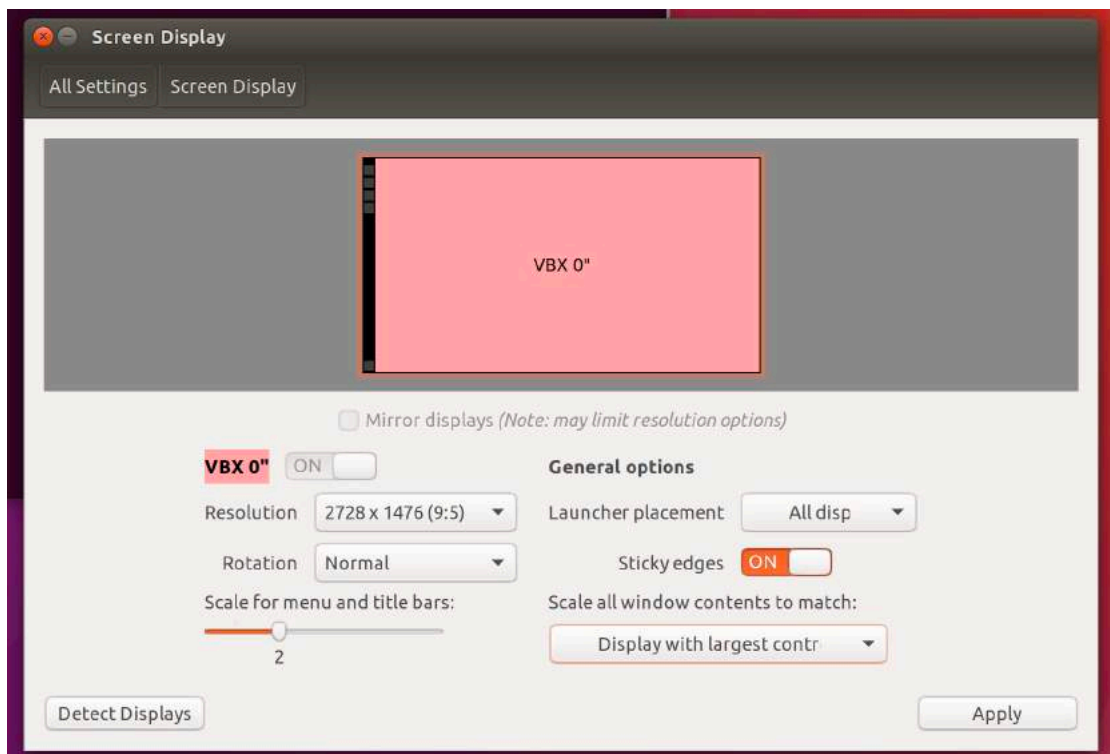 Screen Display
All Settings Screen Display
VBX 0"
Mirror displays (Note: may limit resolution options)
VBX 0" ON
General options
Resolution 2728 x 1476 (9:5)
Launcher placement All disp
Rotation Normal
Sticky edges ON
Scale for menu and title bars:
2
Scale all window contents to match:
Display with largest contr
Detect Displays
Apply